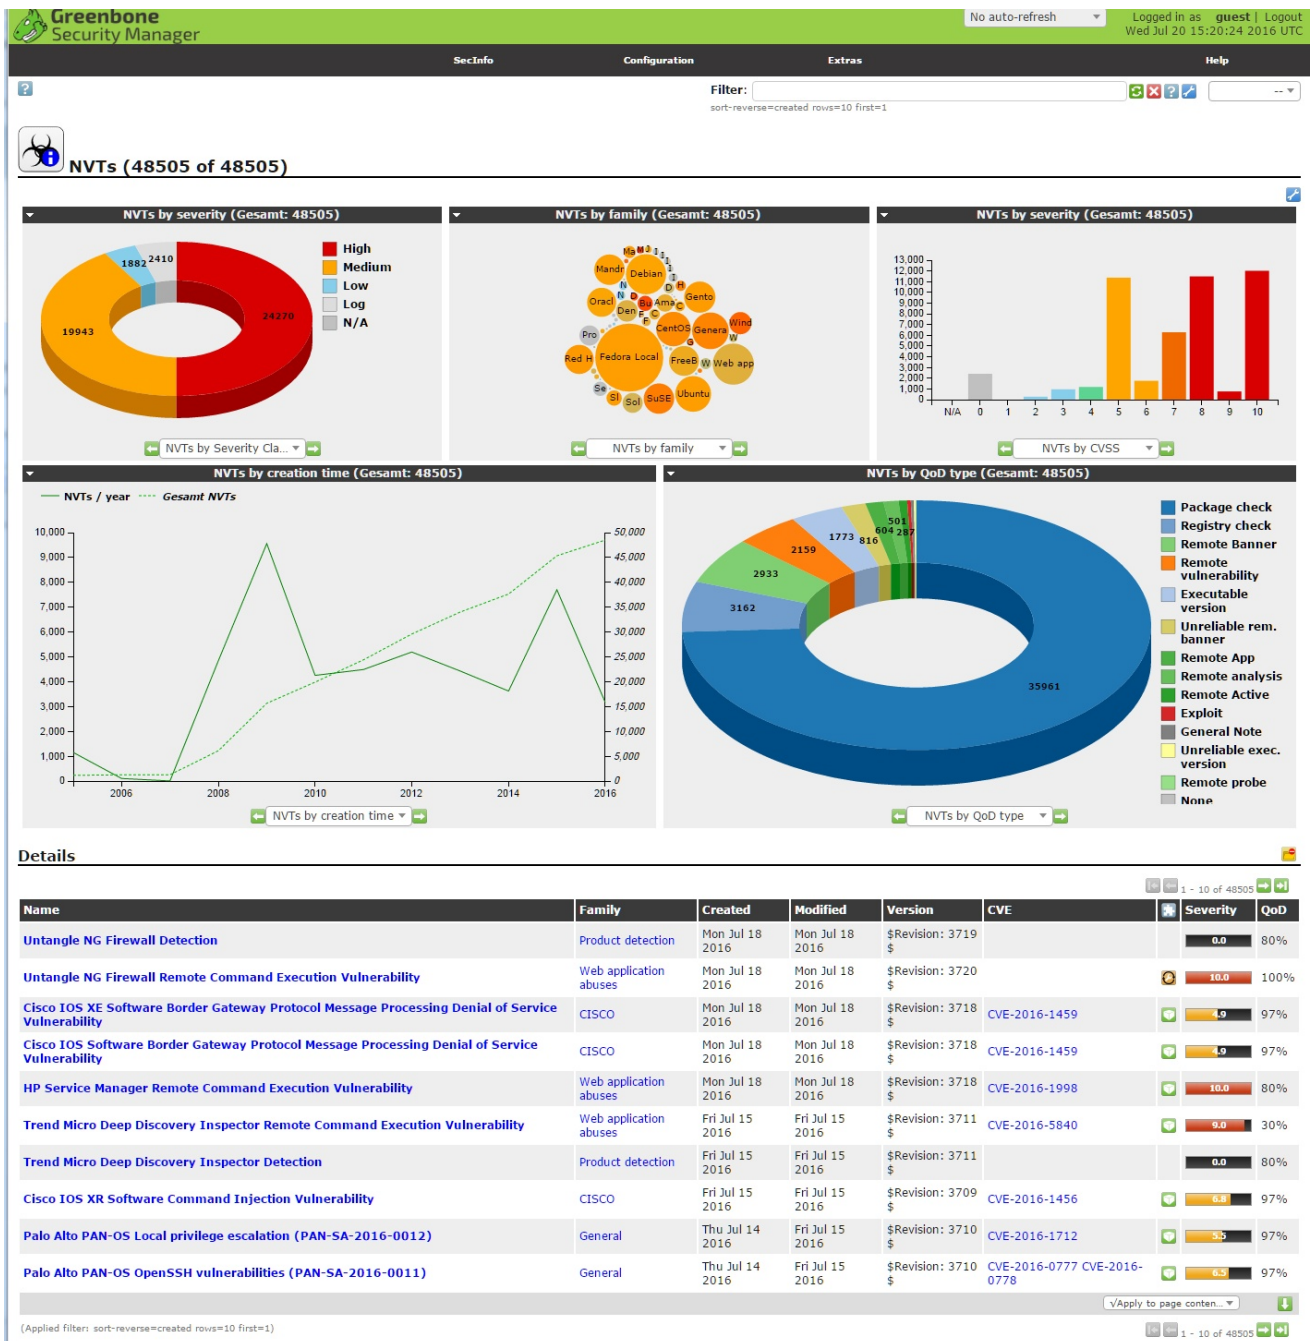 Greenbone
Security Manager
No auto-refresh
Logged in as guest | Logout
Wed Jul 20 15:20:24 2016 UTC
SecInfo Configuration Extras Help
Filter:
--
sort-reverse=created rows=10 first=1
NVTs (48505 of 48505)
NVTs by severity (Gesamt: 48505)
1882
2410
19943
24270
High
Medium
Low
Log
N/A
NVTs by Severity Cla...
NVTs by family (Gesamt: 48505)
Ma M J I
Mandr Debian
N D H
Oracl N D Bu Ama C Gento
Den F C
F
Pro CentOS Genera Wind
G W
Red H Fedora Local FreeB W Web app
Se Sl Sol SuSE Ubuntu
NVTs by family
NVTs by severity (Gesamt: 48505)
13,000
12,000
11,000
10,000
9,000
8,000
7,000
6,000
5,000
4,000
3,000
2,000
1,000
0
N/A 0 1 2 3 4 5 6 7 8 9 10
NVTs by CVSS
NVTs by creation time (Gesamt: 48505)
NVTs / year Gesamt NVTs
10,000 50,000
9,000 45,000
8,000 40,000
7,000 35,000
6,000 30,000
5,000 25,000
4,000 20,000
3,000 15,000
2,000 10,000
1,000 5,000
0 0
2006 2008 2010 2012 2014 2016
NVTs by creation time
NVTs by QoD type (Gesamt: 48505)
501
604 287
1773 816
2159
2933
3162
35961
Package check
Registry check
Remote Banner
Remote
vulnerability
Executable
version
Unreliable rem.
banner
Remote App
Remote analysis
Remote Active
Exploit
General Note
Unreliable exec.
version
Remote probe
None
NVTs by QoD type
Details
1 - 10 of 48505
Name Family Created Modified Version CVE Severity QoD
Untangle NG Firewall Detection Product detection Mon Jul 18 2016 Mon Jul 18 2016 $Revision: 3719 $ 0.0 80%
Untangle NG Firewall Remote Command Execution Vulnerability Web application abuses Mon Jul 18 2016 Mon Jul 18 2016 $Revision: 3720 $ 10.0 100%
Cisco IOS XE Software Border Gateway Protocol Message Processing Denial of Service Vulnerability CISCO Mon Jul 18 2016 Mon Jul 18 2016 $Revision: 3718 $ CVE-2016-1459 4.9 97%
Cisco IOS Software Border Gateway Protocol Message Processing Denial of Service Vulnerability CISCO Mon Jul 18 2016 Mon Jul 18 2016 $Revision: 3718 $ CVE-2016-1459 4.9 97%
HP Service Manager Remote Command Execution Vulnerability Web application abuses Mon Jul 18 2016 Mon Jul 18 2016 $Revision: 3718 $ CVE-2016-1998 10.0 80%
Trend Micro Deep Discovery Inspector Remote Command Execution Vulnerability Web application abuses Fri Jul 15 2016 Fri Jul 15 2016 $Revision: 3711 $ CVE-2016-5840 9.0 30%
Trend Micro Deep Discovery Inspector Detection Product detection Fri Jul 15 2016 Fri Jul 15 2016 $Revision: 3711 $ 0.0 80%
Cisco IOS XR Software Command Injection Vulnerability CISCO Fri Jul 15 2016 Fri Jul 15 2016 $Revision: 3709 $ CVE-2016-1456 6.8 97%
Palo Alto PAN-OS Local privilege escalation (PAN-SA-2016-0012) General Thu Jul 14 2016 Fri Jul 15 2016 $Revision: 3710 $ CVE-2016-1712 5.5 97%
Palo Alto PAN-OS OpenSSH vulnerabilities (PAN-SA-2016-0011) General Thu Jul 14 2016 Fri Jul 15 2016 $Revision: 3710 $ CVE-2016-0777 CVE-2016-0778 6.5 97%
√Apply to page conten...
(Applied filter: sort-reverse=created rows=10 first=1)
1 - 10 of 48505